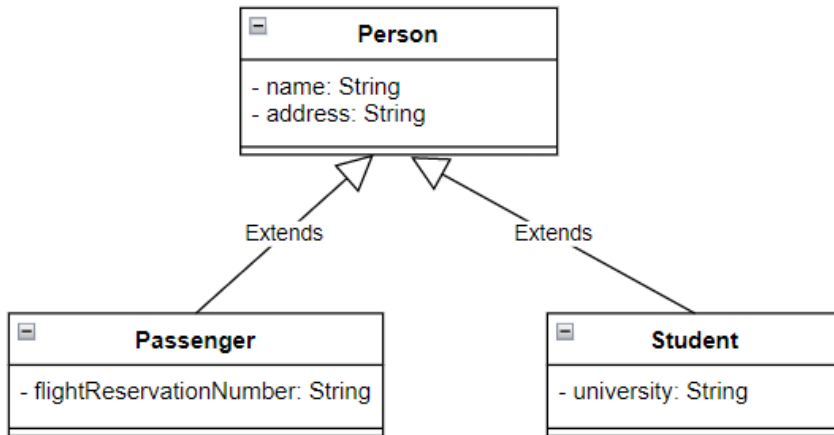 Person
- name: String
- address: String
Extends
Extends
Passenger
- flightReservationNumber: String
Student
- university: String